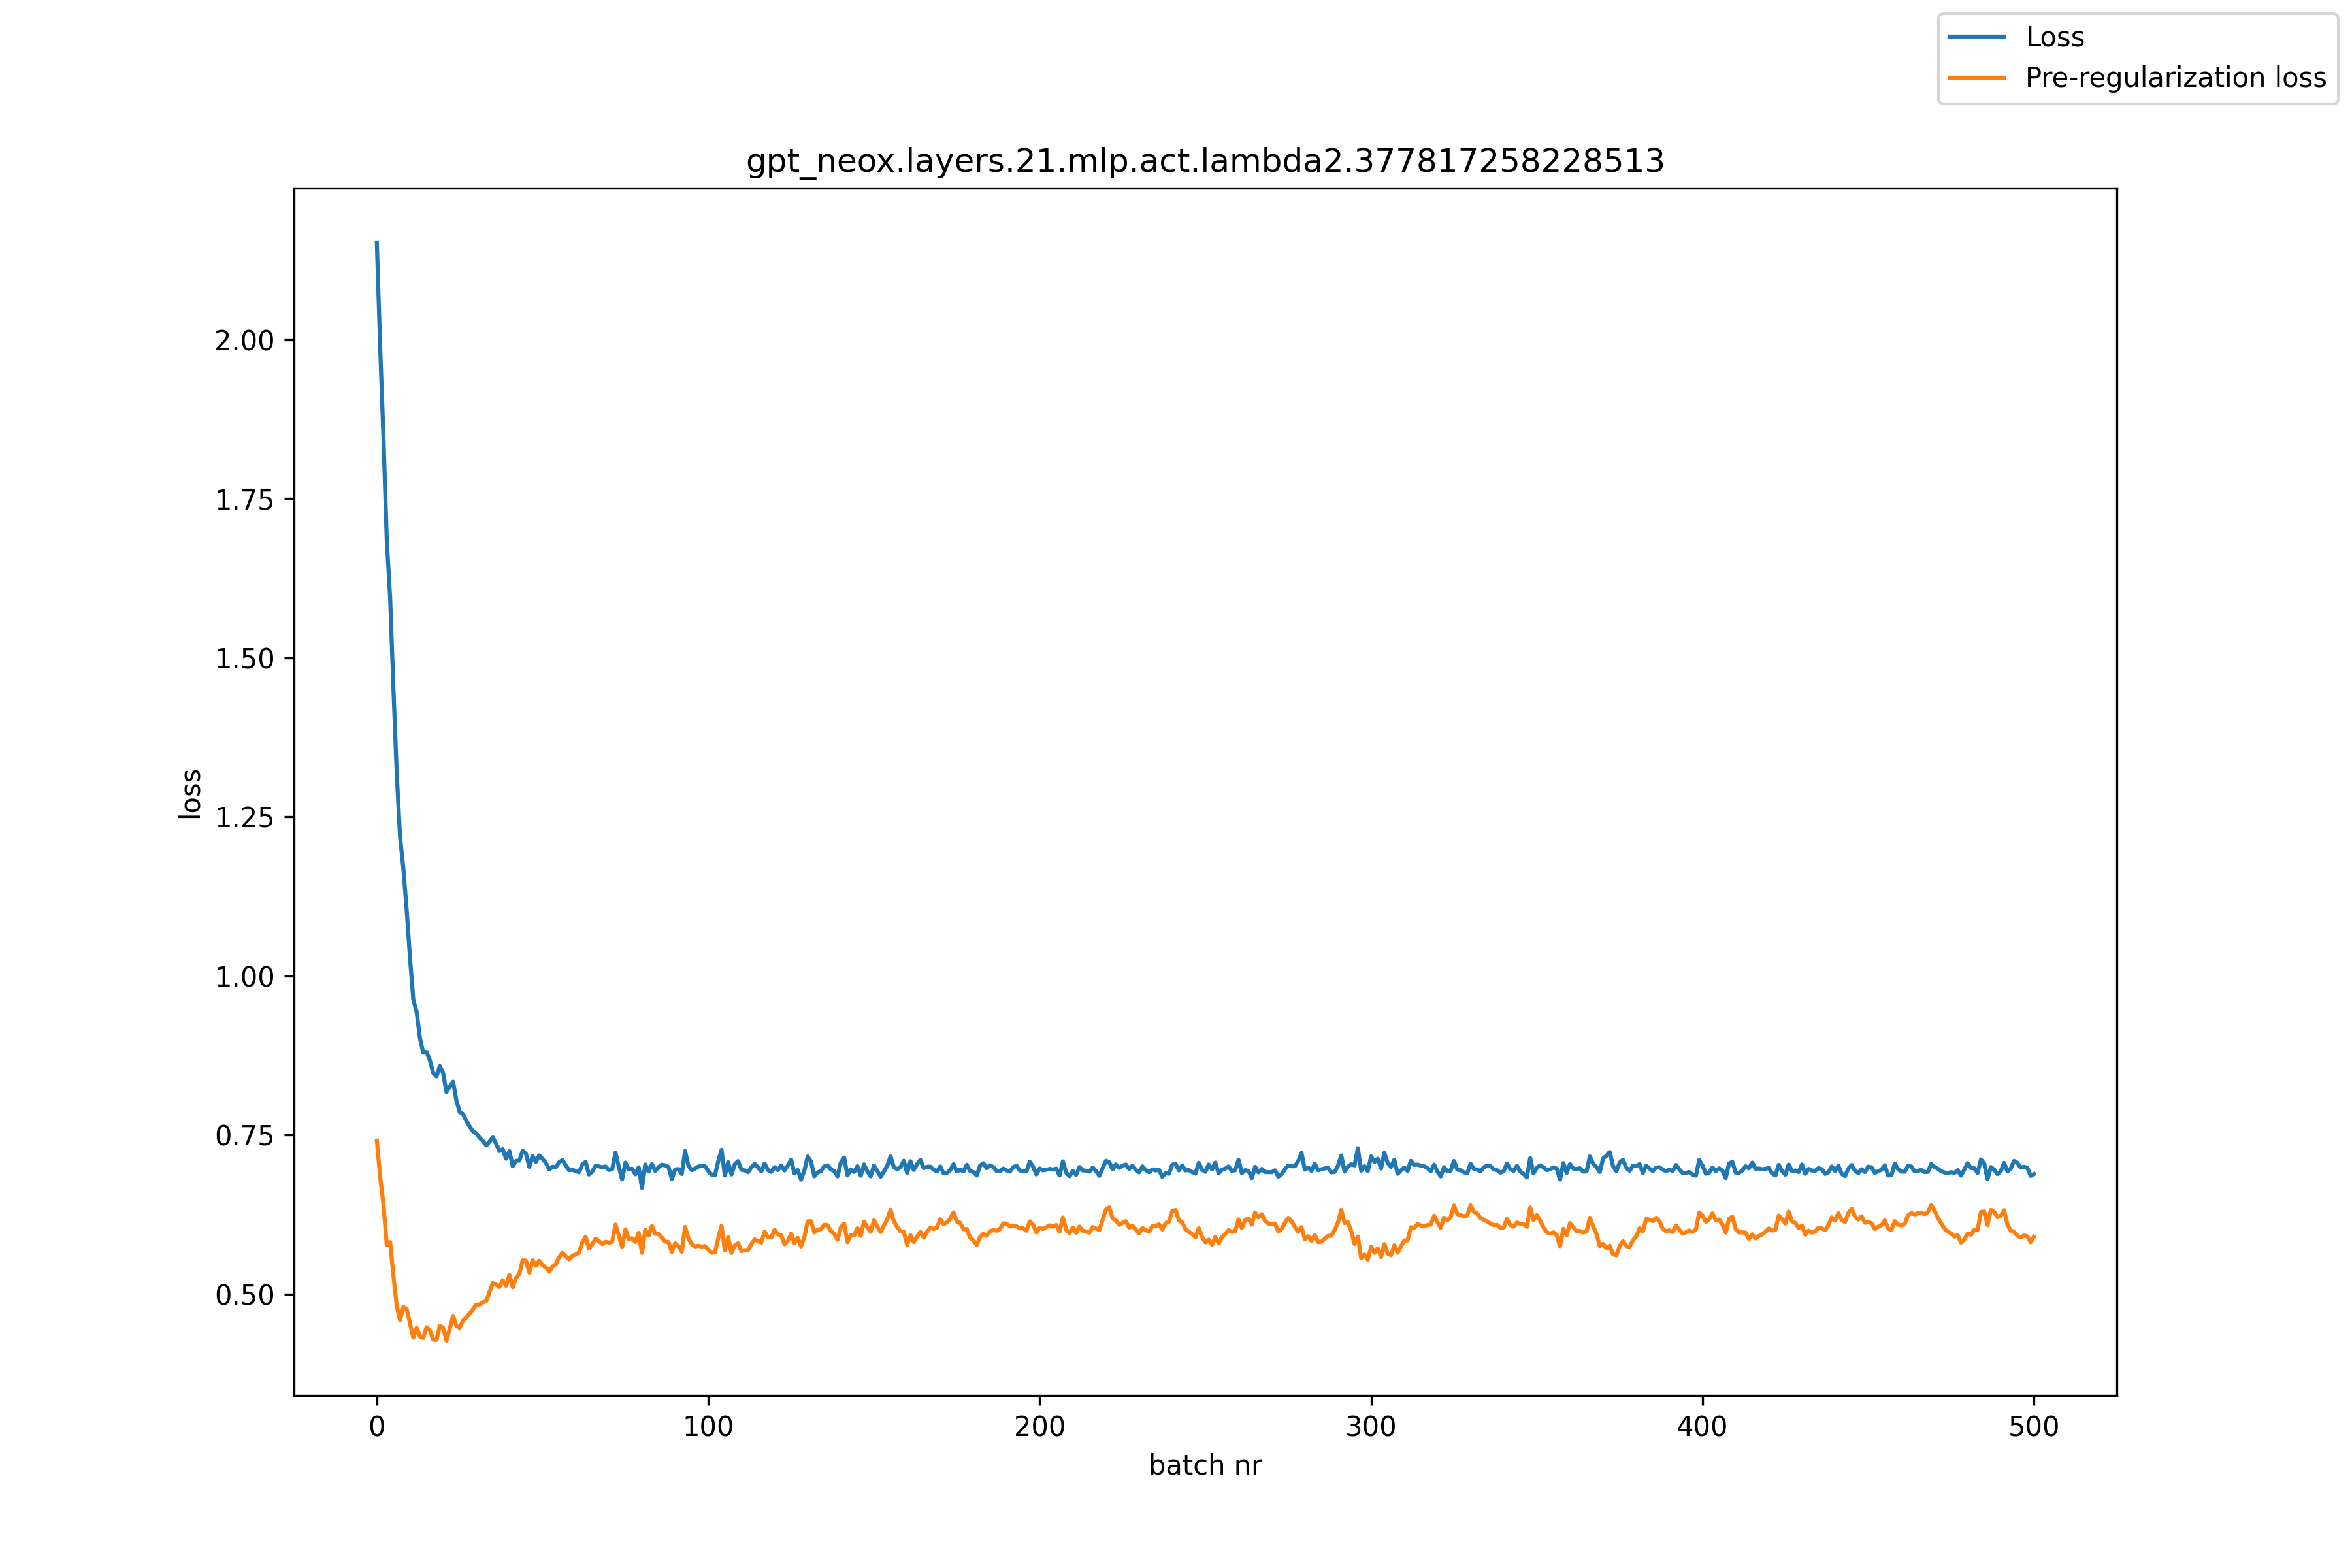 Loss
Pre-regularization loss
gpt_neox.layers.21.mlp.act.lambda2.377817258228513
2.00
1.75
1.50
1.25
1.00
0.75
0.50
loss
0 100 200 300 400 500
batch nr